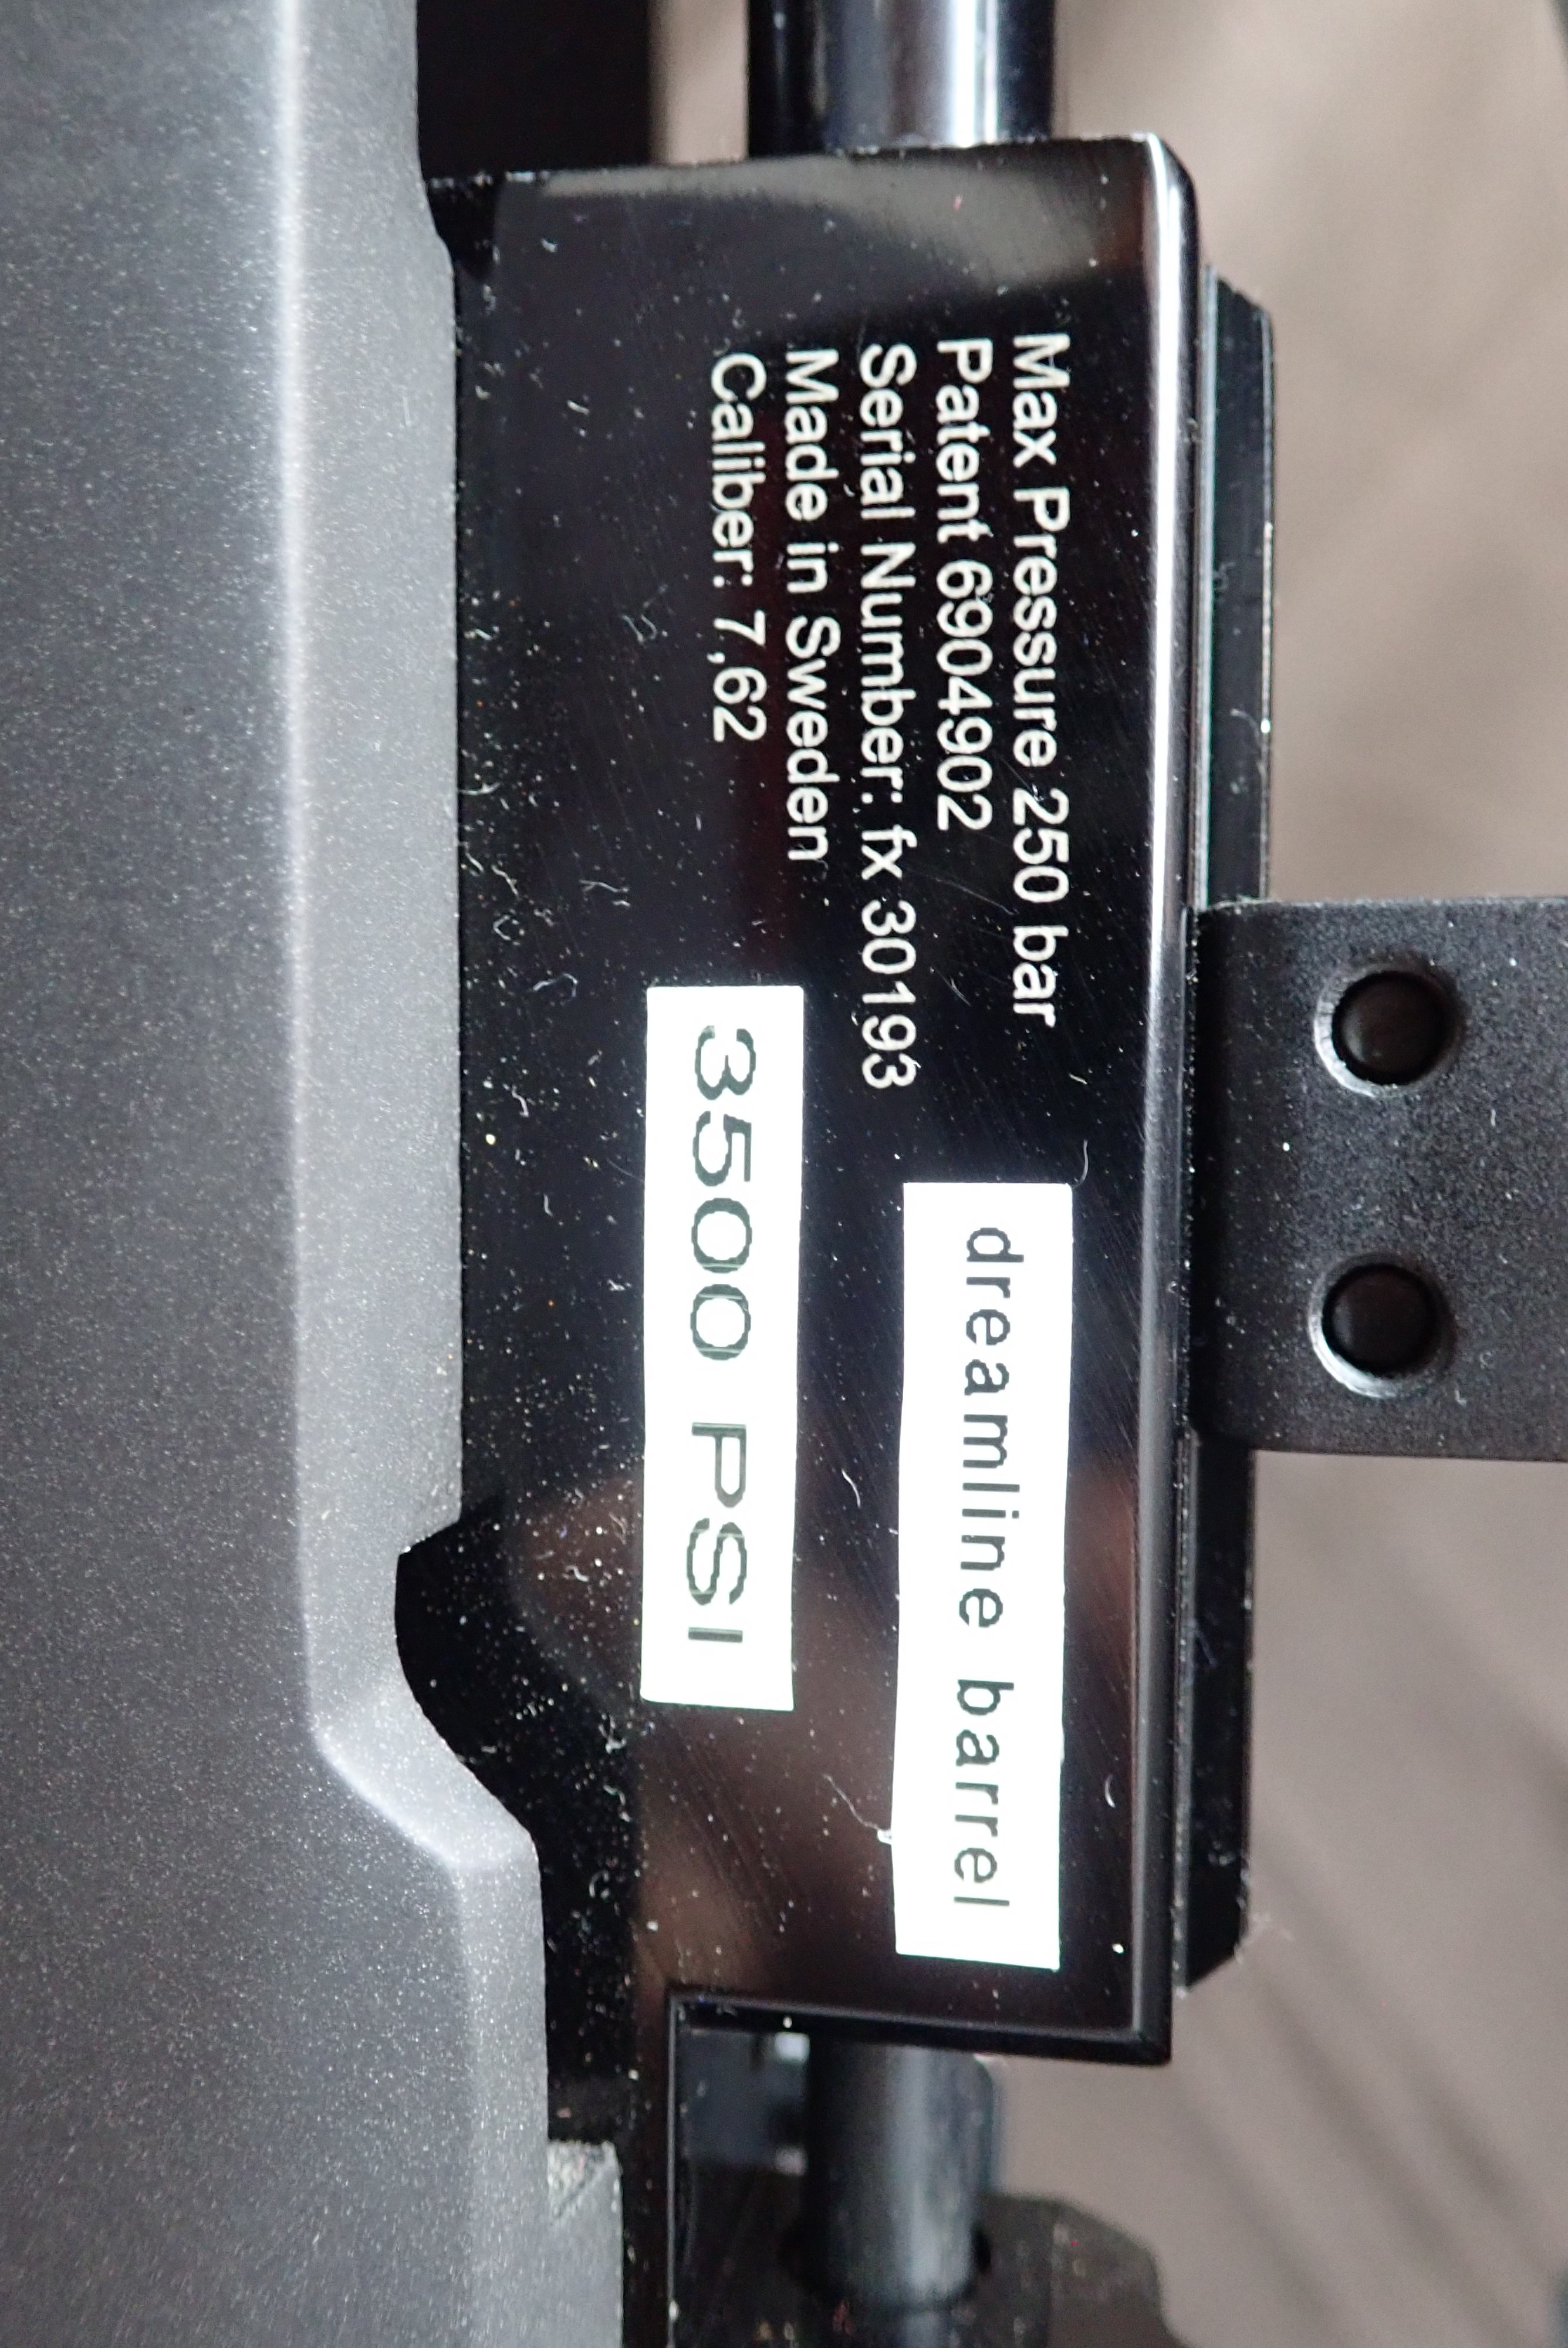 Max Pressure 250 bar
Patent 6904902
Serial Number: fx 30193
Made in Sweden
Caliber: 7,62
dreamline barrel
3500 PSI